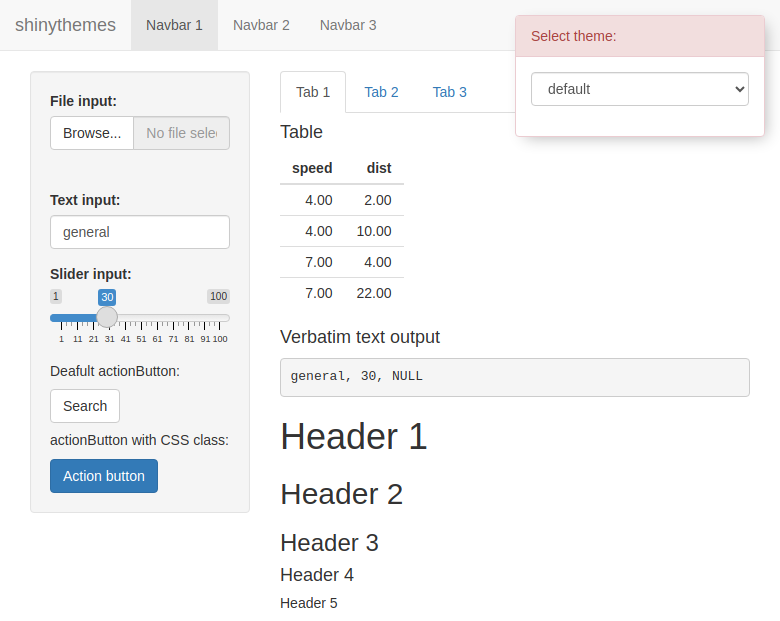 shinythemes Navbar 1 Navbar 2 Navbar 3
Select theme:
default
File input:
Browse... No file selec
Text input:
general
Slider input:
1 30 100
1 11 21 31 41 51 61 71 81 91 100
Deafult actionButton:
Search
actionButton with CSS class:
Action button
Tab 1 Tab 2 Tab 3
Table
speed dist
4.00 2.00
4.00 10.00
7.00 4.00
7.00 22.00
Verbatim text output
general, 30, NULL
Header 1
Header 2
Header 3
Header 4
Header 5